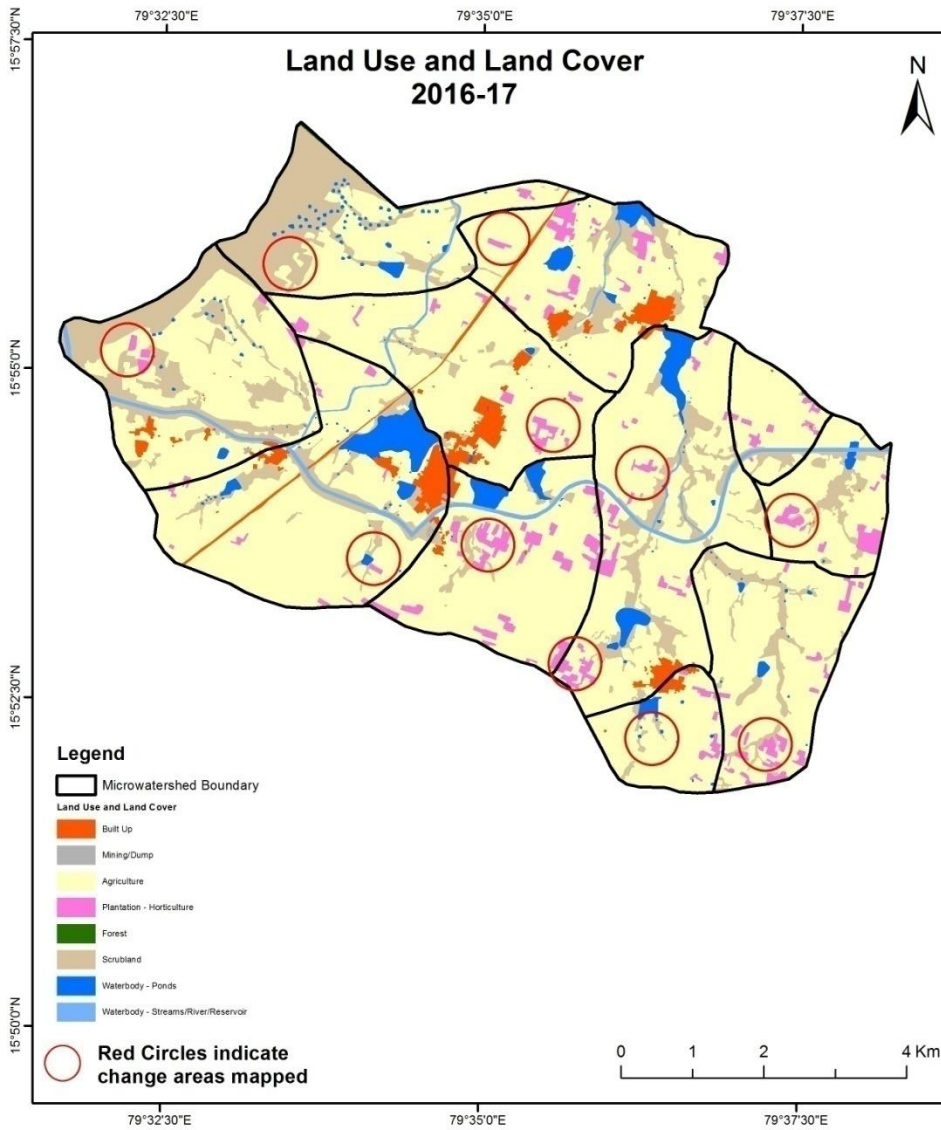 79°32'30"E 79°35'0"E 79°37'30"E
15°57'30"N
Land Use and Land Cover
2016-17
N
15°55'0"N
15°52'30"N
Legend
Microwatershed Boundary
Land Use and Land Cover
Built Up
Mining/Dump
Agriculture
Plantation - Horticulture
Forest
Scrubland
Waterbody - Ponds
Waterbody - Streams/River/Reservoir
15°50'0"N
Red Circles indicate
change areas mapped
0 1 2 4 Km
79°32'30"E 79°35'0"E 79°37'30"E